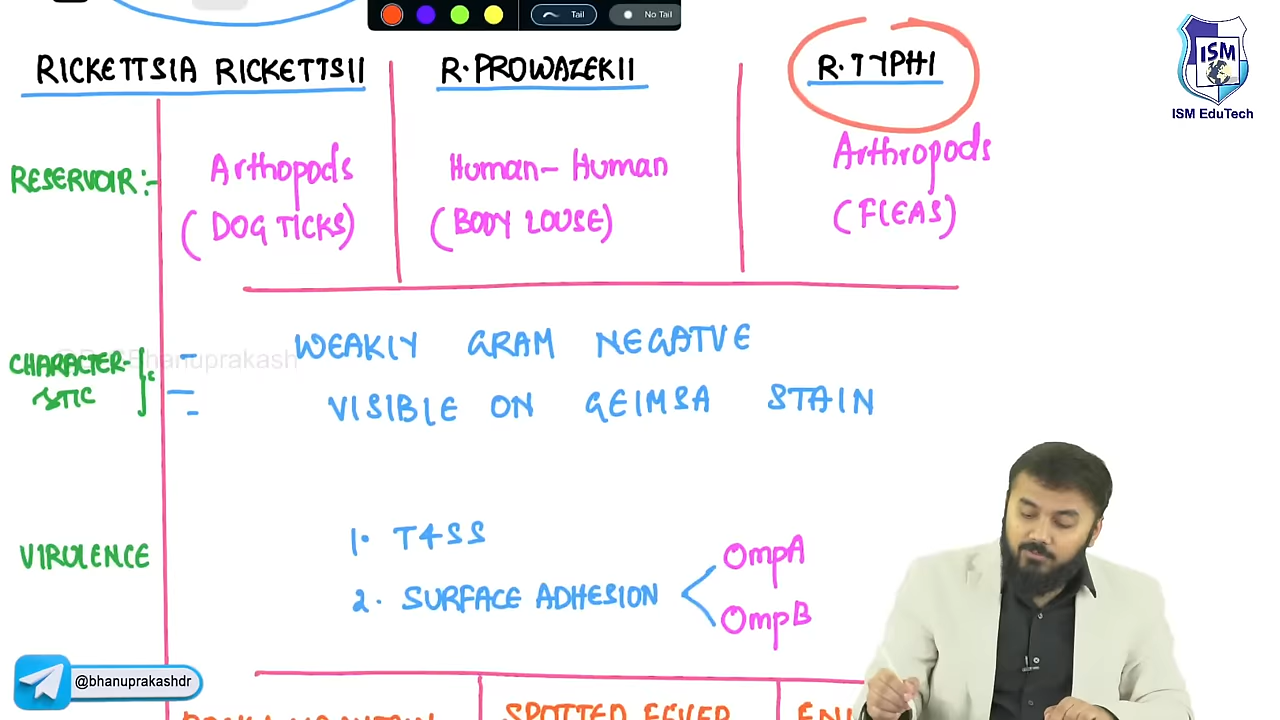 Tail
No Tail
RICKETTSIA RICKETTSII
R. PROWAZEKII
R. TYPHI
ISM
ISM EduTech
RESERVOIR:-
Arthopods
(DOG TICKS)
Human-Human
(BODY LOUSE)
Arthropods
(FLEAS)
CHARACTER-
STIC
- WEAKLY GRAM NEGATVE
- VISIBLE ON GEIMSA STAIN
-
VIRULENCE
1. T4SS
2. SURFACE ADHESION
OmpA
OmpB
@bhanuprakashdr
SPOTTED FEVER